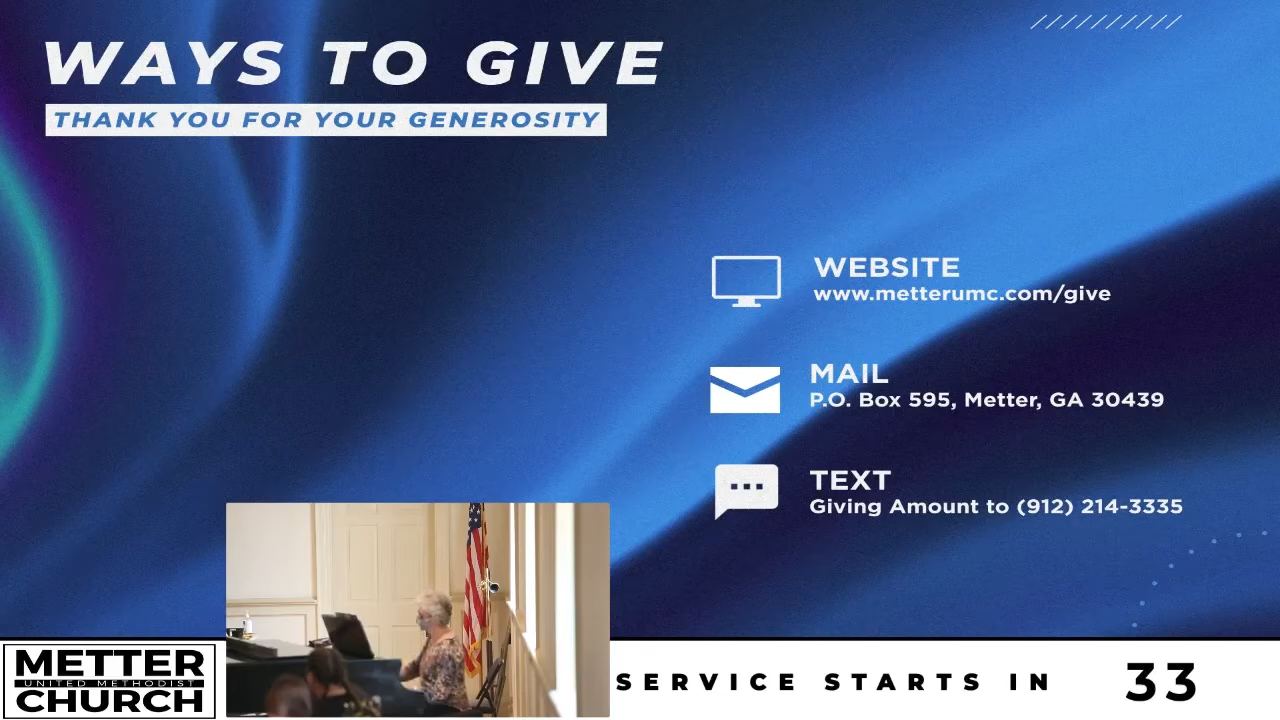 WAYS TO GIVE
THANK YOU FOR YOUR GENEROSITY
WEBSITE
www.metterumc.com/give
MAIL
P.O. Box 595, Metter, GA 30439
TEXT
Giving Amount to (912) 214-3335
METTER
UNITED METHODIST
CHURCH
SERVICE STARTS IN 33